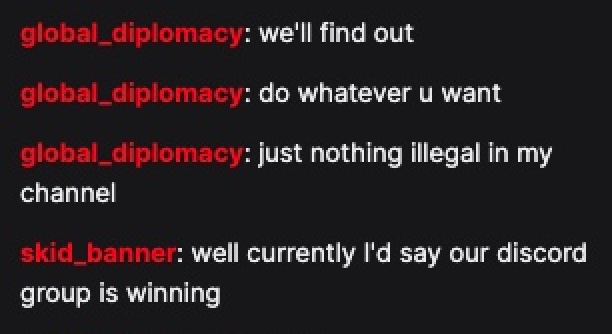 global_diplomacy: we'll find out
global_diplomacy: do whatever u want
global_diplomacy: just nothing illegal in my
channel
skid_banner: well currently I'd say our discord
group is winning